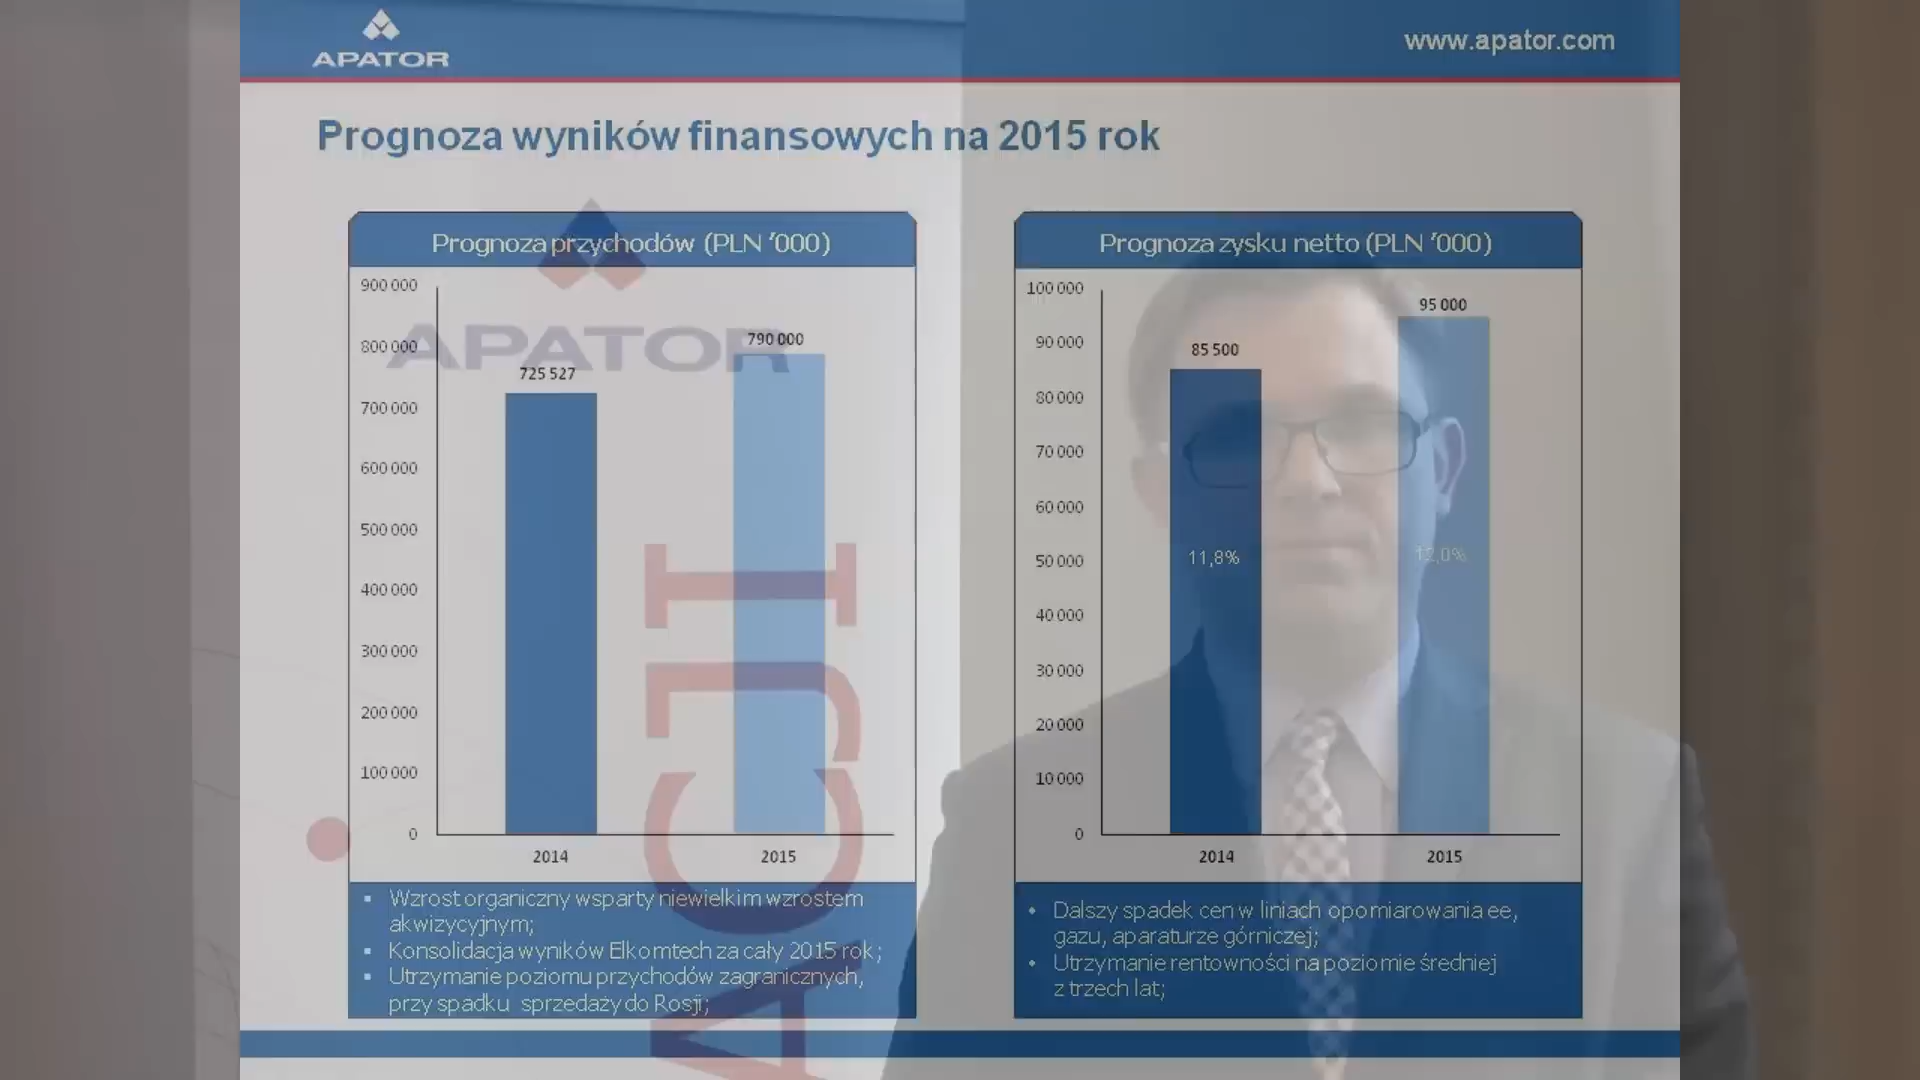 APATOR
www.apator.com
Prognoza wyników finansowych na 2015 rok
Prognoza przychodów (PLN '000)
900 000
800 000
700 000
600 000
500 000
400 000
300 000
200 000
100 000
0
725 527
790 000
2014
2015
▪ Wzrost organiczny wsparty niewielkim wzrostem
akwizycyjnym;
▪ Konsolidacja wyników Elkomtech za cały 2015 rok;
▪ Utrzymanie poziomu przychodów zagranicznych,
przy spadku sprzedaży do Rosji;
Prognoza zysku netto (PLN '000)
100 000
90 000
80 000
70 000
60 000
50 000
40 000
30 000
20 000
10 000
0
85 500
95 000
11,8%
12,0%
2014
2015
• Dalszy spadek cen w liniach opomiarowania ee,
gazu, aparaturze górniczej;
• Utrzymanie rentowności na poziomie średniej
z trzech lat;
APATOR
ACJI